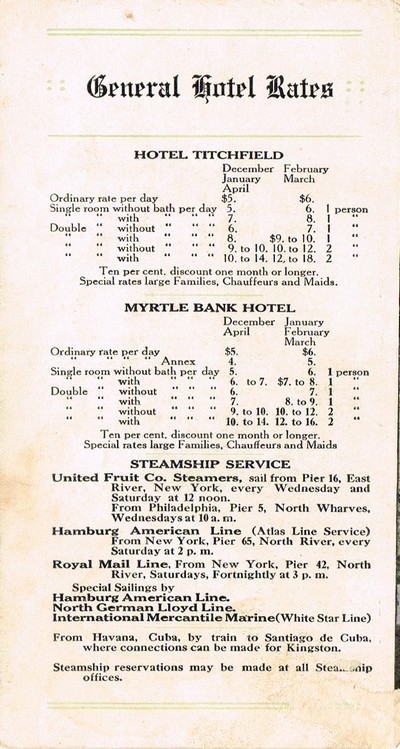 General Hotel Rates
HOTEL TITCHFIELD
December February
January March
April
Ordinary rate per day $5. $6.
Single room without bath per day 5. 6. 1 person
" " with " " " 7. 8. 1 "
Double " without " " " 6. 7. 1 "
" " with " " " 8. $9. to 10. 1 "
" " without " " " 9. to 10. 10. to 12. 2 "
" " with " " " 10. to 14. 12. to 18. 2 "
Ten per cent. discount one month or longer.
Special rates large Families, Chauffeurs and Maids.
MYRTLE BANK HOTEL
December January
April February
March
Ordinary rate per day $5. $6.
" " " " Annex 4. 5.
Single room without bath per day 5. 6. 1 person
" " with " " " 6. to 7. $7. to 8. 1 "
Double " without " " " 6. 7. 1 "
" " with " " " 7. 8. to 9. 1 "
" " without " " " 9. to 10. 10. to 12. 2 "
" " with " " " 10. to 14. 12. to 16. 2 "
Ten per cent. discount one month or longer.
Special rates large Families, Chauffeurs and Maids
STEAMSHIP SERVICE
United Fruit Co. Steamers, sail from Pier 16, East
River, New York, every Wednesday and
Saturday at 12 noon.
From Philadelphia, Pier 5, North Wharves,
Wednesdays at 10 a. m.
Hamburg American Line (Atlas Line Service)
From New York, Pier 65, North River, every
Saturday at 2 p. m.
Royal Mail Line, From New York, Pier 42, North
River, Saturdays, Fortnightly at 3 p. m.
Special Sailings by
Hamburg American Line.
North German Lloyd Line.
International Mercantile Marine (White Star Line)
From Havana, Cuba, by train to Santiago de Cuba,
where connections can be made for Kingston.
Steamship reservations may be made at all Steamship
offices.